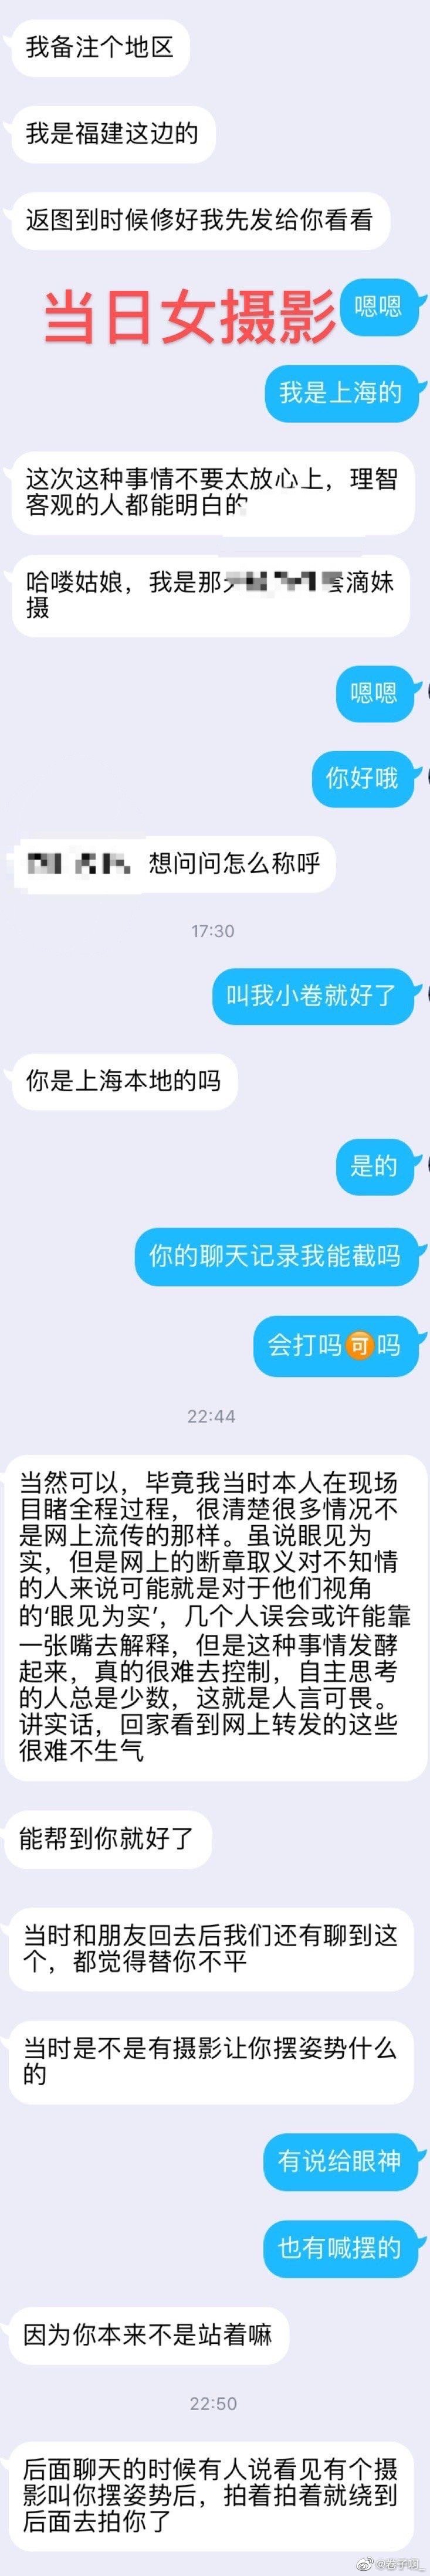 我备注个地区
我是福建这边的
返图到时候修好我先发给你看看
当日女摄影
嗯嗯
我是上海的
这次这种事情不要太放心上，理智
客观的人都能明白的
哈喽姑娘，我是那
滴妹
摄
嗯嗯
你好哦
想问问怎么称呼
17:30
叫我小卷就好了
你是上海本地的吗
是的
你的聊天记录我能截吗
会打吗🉑吗
22:44
当然可以，毕竟我当时本人在现场
目睹全程过程，很清楚很多情况不
是网上流传的那样。虽说眼见为
实，但是网上的断章取义对不知情
的人来说可能就是对于他们视角
的‘眼见为实’，几个人误会或许能靠
一张嘴去解释，但是这种事情发酵
起来，真的很难去控制，自主思考
的人总是少数，这就是人言可畏。
讲实话，回家看到网上转发的这些
很难不生气
能帮到你就好了
当时和朋友回去后我们还有聊到这
个，都觉得替你不平
当时是不是有摄影让你摆姿势什么
的
有说给眼神
也有喊摆的
因为你本来不是站着嘛
22:50
后面聊天的时候有人说看见有个摄
影叫你摆姿势后，拍着拍着就绕到
后面去拍你了